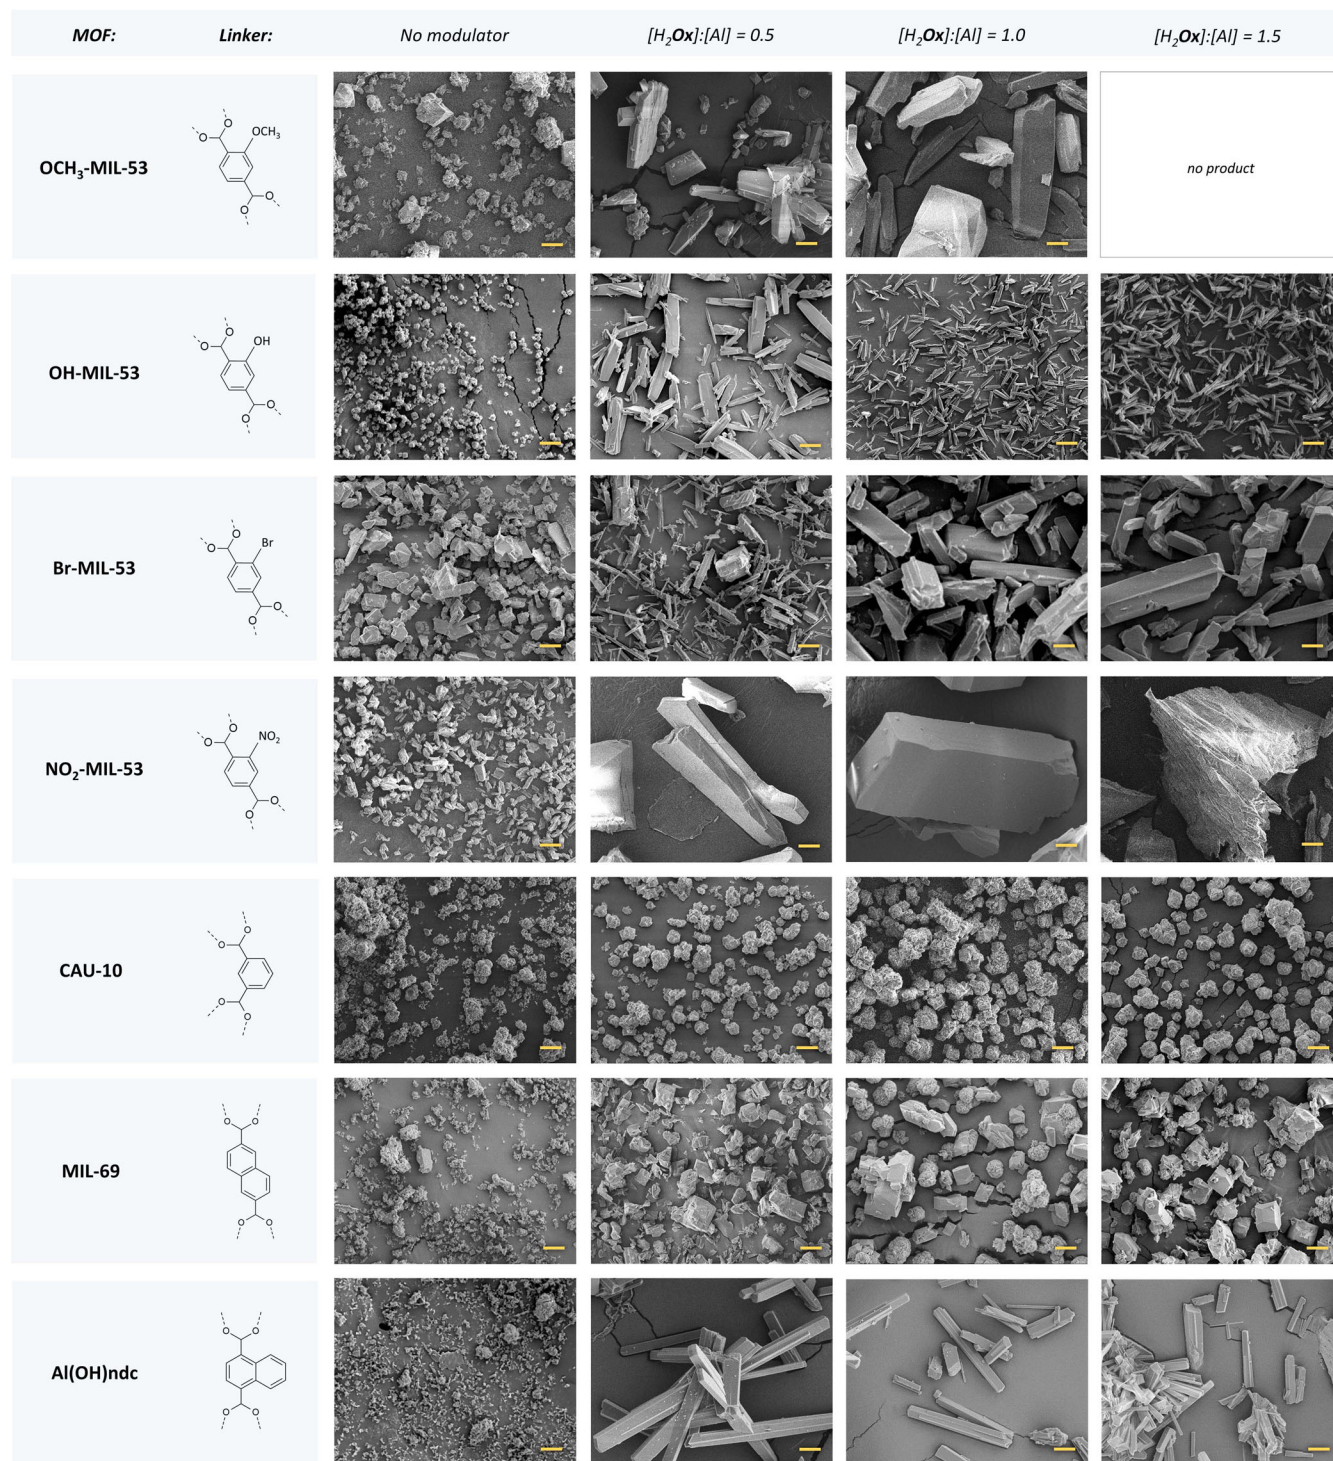 MOF: Linker: No modulator [H₂Ox]:[Al] = 0.5 [H₂Ox]:[Al] = 1.0 [H₂Ox]:[Al] = 1.5
OCH₃-MIL-53
O O OCH₃ O O
no product
OH-MIL-53
O O OH O O
Br-MIL-53
O O Br O O
NO₂-MIL-53
O O NO₂ O O
CAU-10
O O O O
MIL-69
O O O O
Al(OH)ndc
O O O O